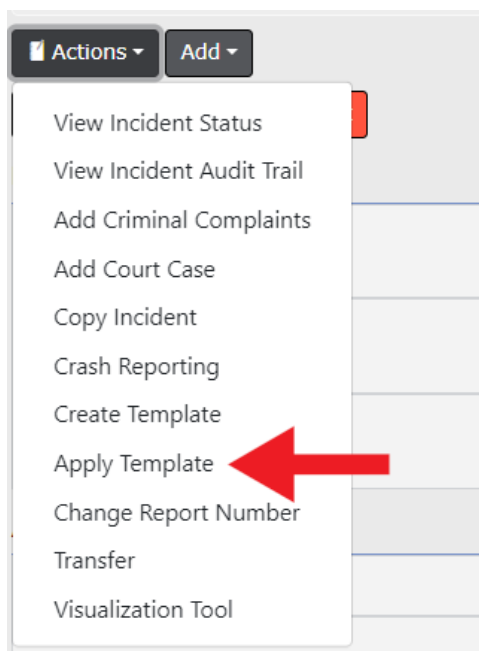 Actions Add
View Incident Status
View Incident Audit Trail
Add Criminal Complaints
Add Court Case
Copy Incident
Crash Reporting
Create Template
Apply Template
Change Report Number
Transfer
Visualization Tool